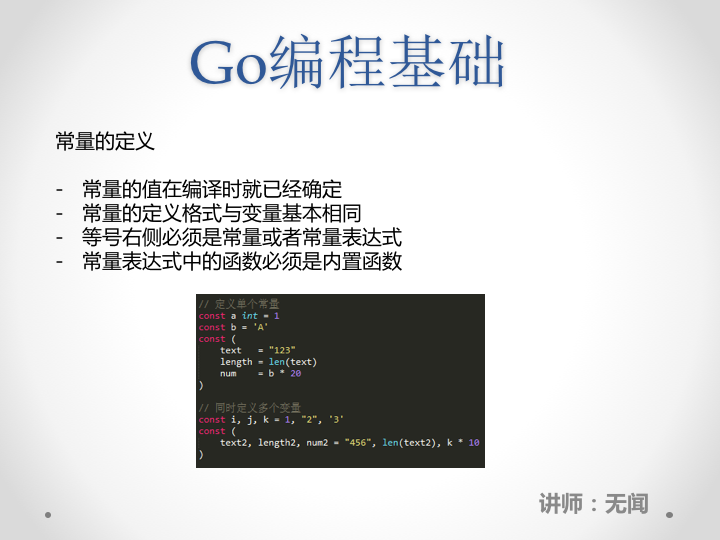 Go编程基础
常量的定义
- 常量的值在编译时就已经确定
- 常量的定义格式与变量基本相同
- 等号右侧必须是常量或者常量表达式
- 常量表达式中的函数必须是内置函数
// 定义单个常量
const a int = 1
const b = 'A'
const (
    text   = "123"
    length = len(text)
    num    = b * 20
)
// 同时定义多个变量
const i, j, k = 1, "2", '3'
const (
    text2, length2, num2 = "456", len(text2), k * 10
)
讲师：无闻